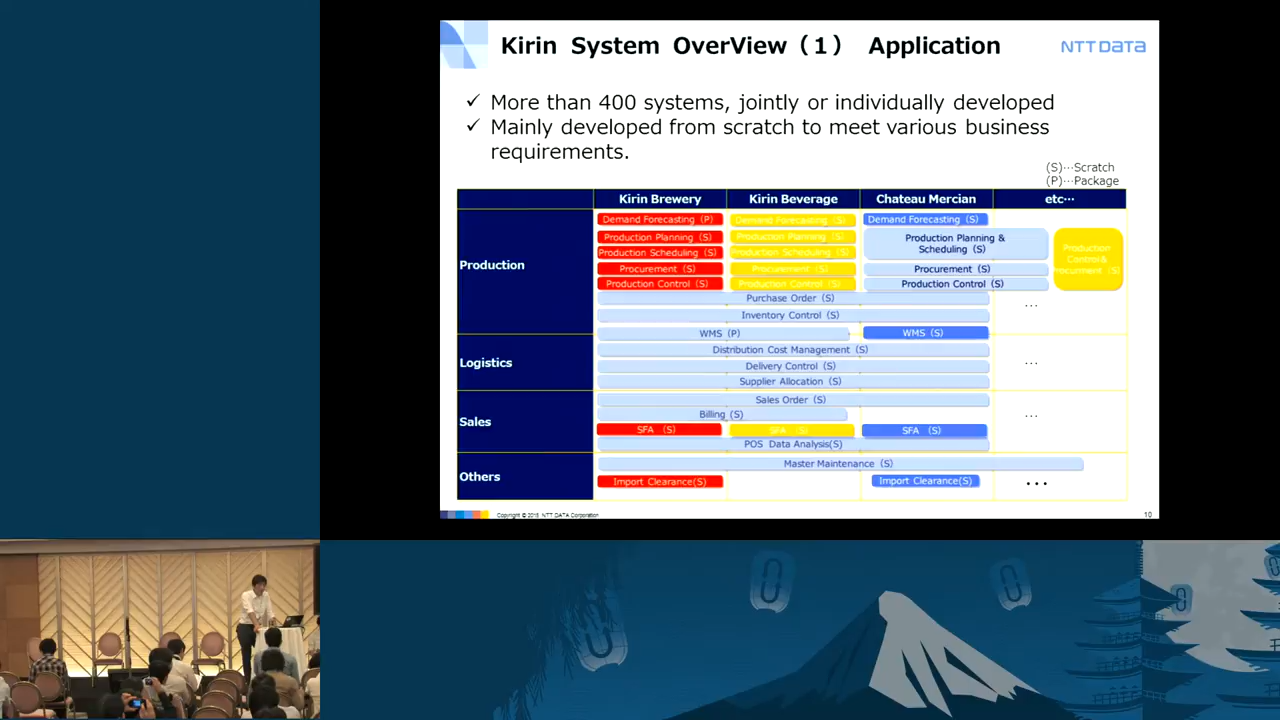 Kirin System OverView（1） Application
NTT DATA
✓ More than 400 systems, jointly or individually developed
✓ Mainly developed from scratch to meet various business
requirements.
(S)…Scratch
(P)…Package
Kirin Brewery Kirin Beverage Chateau Mercian etc…
Production
Demand Forecasting (P) Demand Forecasting (S) Demand Forecasting (S)
Production Planning (S) Production Planning (S) Production Planning &
Scheduling (S)
Production Scheduling (S) Production Scheduling (S)
Production
Control&
Procurment (S)
Procurement (S) Procurement (S) Procurement (S)
Production Control (S) Production Control (S) Production Control (S)
Purchase Order (S) …
Inventory Control (S)
WMS (P) WMS (S)
Logistics
Distribution Cost Management (S)
Delivery Control (S) …
Supplier Allocation (S)
Sales
Sales Order (S)
Billing (S) …
SFA (S) SFA (S) SFA (S)
POS Data Analysis(S)
Others
Master Maintenance (S)
Import Clearance(S) Import Clearance(S) …
Copyright © 2015 NTT DATA Corporation
10